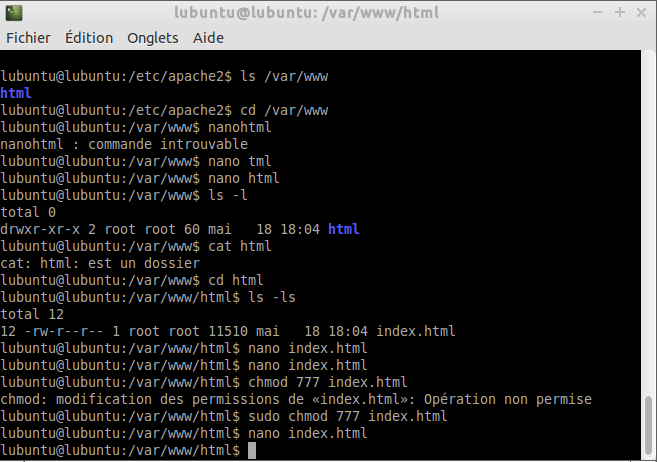 lubuntu@lubuntu: /var/www/html
Fichier Édition Onglets Aide
lubuntu@lubuntu:/etc/apache2$ ls /var/www
html
lubuntu@lubuntu:/etc/apache2$ cd /var/www
lubuntu@lubuntu:/var/www$ nanohtml
nanohtml : commande introuvable
lubuntu@lubuntu:/var/www$ nano tml
lubuntu@lubuntu:/var/www$ nano html
lubuntu@lubuntu:/var/www$ ls -l
total 0
drwxr-xr-x 2 root root 60 mai   18 18:04 html
lubuntu@lubuntu:/var/www$ cat html
cat: html: est un dossier
lubuntu@lubuntu:/var/www$ cd html
lubuntu@lubuntu:/var/www/html$ ls -ls
total 12
12 -rw-r--r-- 1 root root 11510 mai   18 18:04 index.html
lubuntu@lubuntu:/var/www/html$ nano index.html
lubuntu@lubuntu:/var/www/html$ nano index.html
lubuntu@lubuntu:/var/www/html$ chmod 777 index.html
chmod: modification des permissions de «index.html»: Opération non permise
lubuntu@lubuntu:/var/www/html$ sudo chmod 777 index.html
lubuntu@lubuntu:/var/www/html$ nano index.html
lubuntu@lubuntu:/var/www/html$